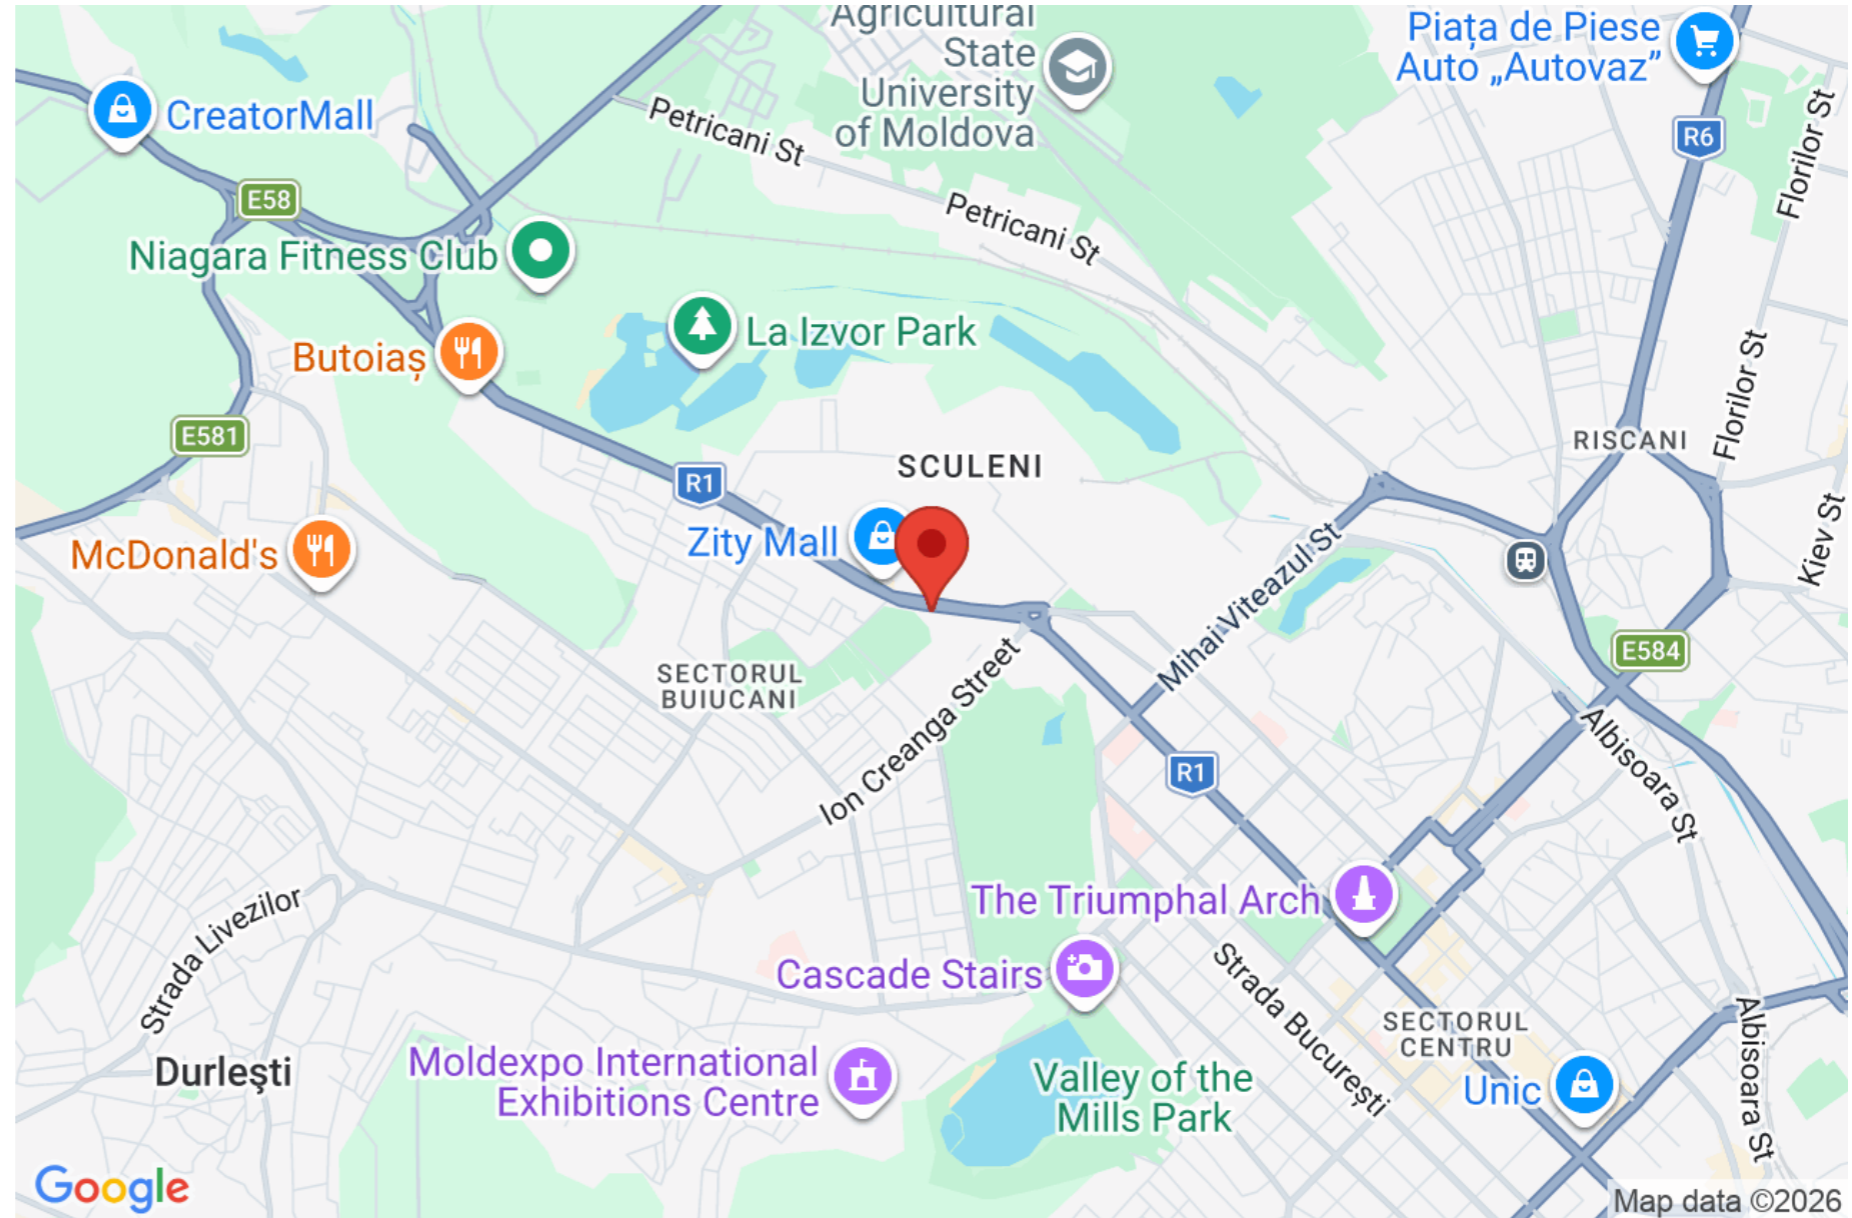 Agricultural
State
University
of Moldova
Piața de Piese
Auto „Autovaz”
CreatorMall
Petricani St
R6
Florilor St
E58
Petricani St
Niagara Fitness Club
La Izvor Park
Butoiaș
Florilor St
E581
RISCANI
SCULENI
R1
Kiev St
Zity Mall
McDonald's
Mihai Viteazul St
E584
SECTORUL
BUIUCANI
Ion Creanga Street
Albisoara St
R1
The Triumphal Arch
Strada Livezilor
Cascade Stairs
Strada București
SECTORUL
CENTRU
Albisoara St
Durleşti
Moldexpo International
Exhibitions Centre
Valley of the
Mills Park
Unic
Google
Map data ©2026